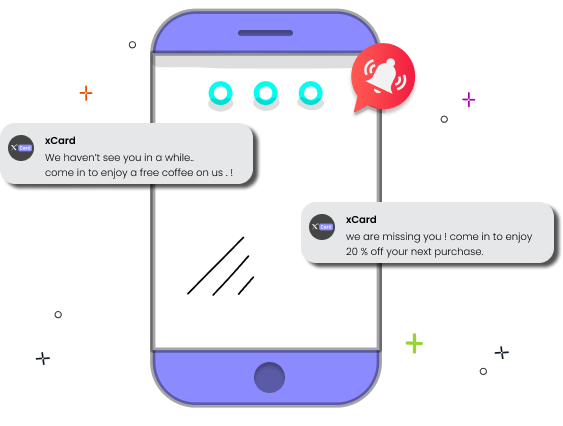 xCard
We haven't see you in a while..
come in to enjoy a free coffee on us . !
X Card
xCard
we are missing you ! come in to enjoy
20 % off your next purchase.
X Card